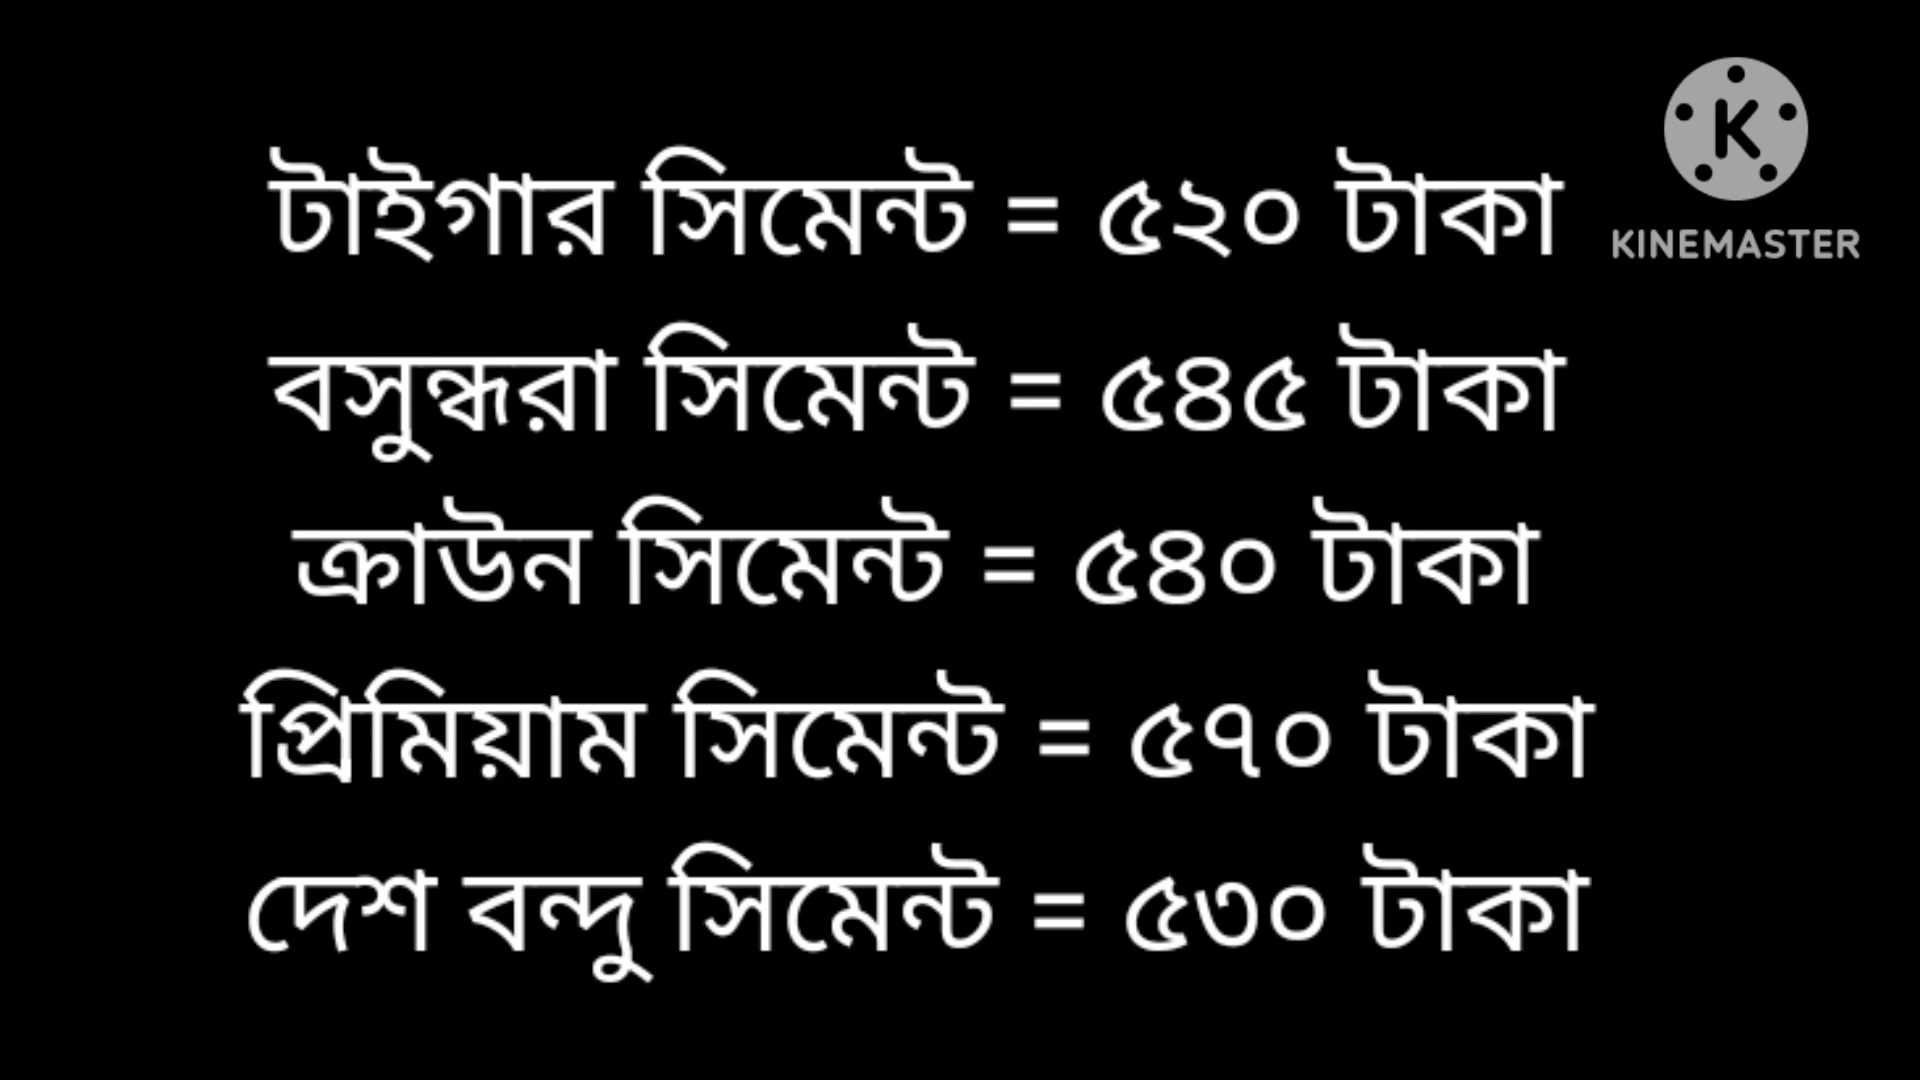 টাইগার সিমেন্ট = ৫২০ টাকা
বসুন্ধরা সিমেন্ট = ৫৪৫ টাকা
ক্রাউন সিমেন্ট = ৫৪০ টাকা
প্রিমিয়াম সিমেন্ট = ৫৭০ টাকা
দেশ বন্দু সিমেন্ট = ৫৩০ টাকা
K
KINEMASTER